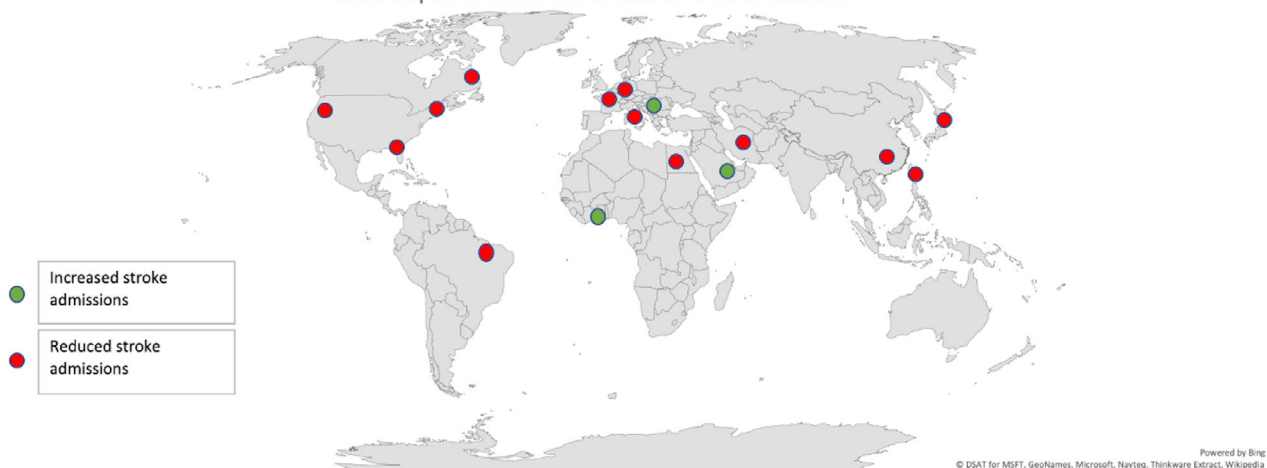 Increased stroke
admissions
Reduced stroke
admissions
Powered by Bing
© DSAT for MSFT, GeoNames, Microsoft, Navteq, Thinkware Extract, Wikipedia